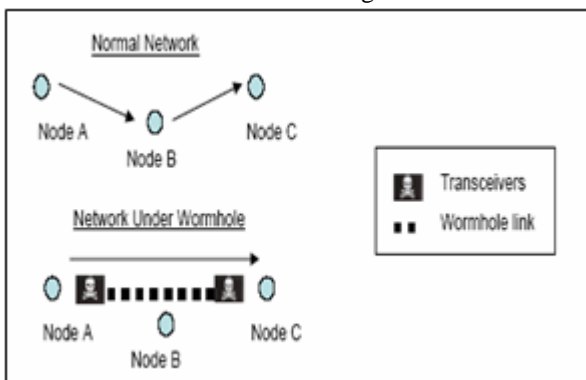 Normal Network
Node A
Node B
Node C
Transceivers
Wormhole link
Network Under Wormhole
Node A
Node B
Node C